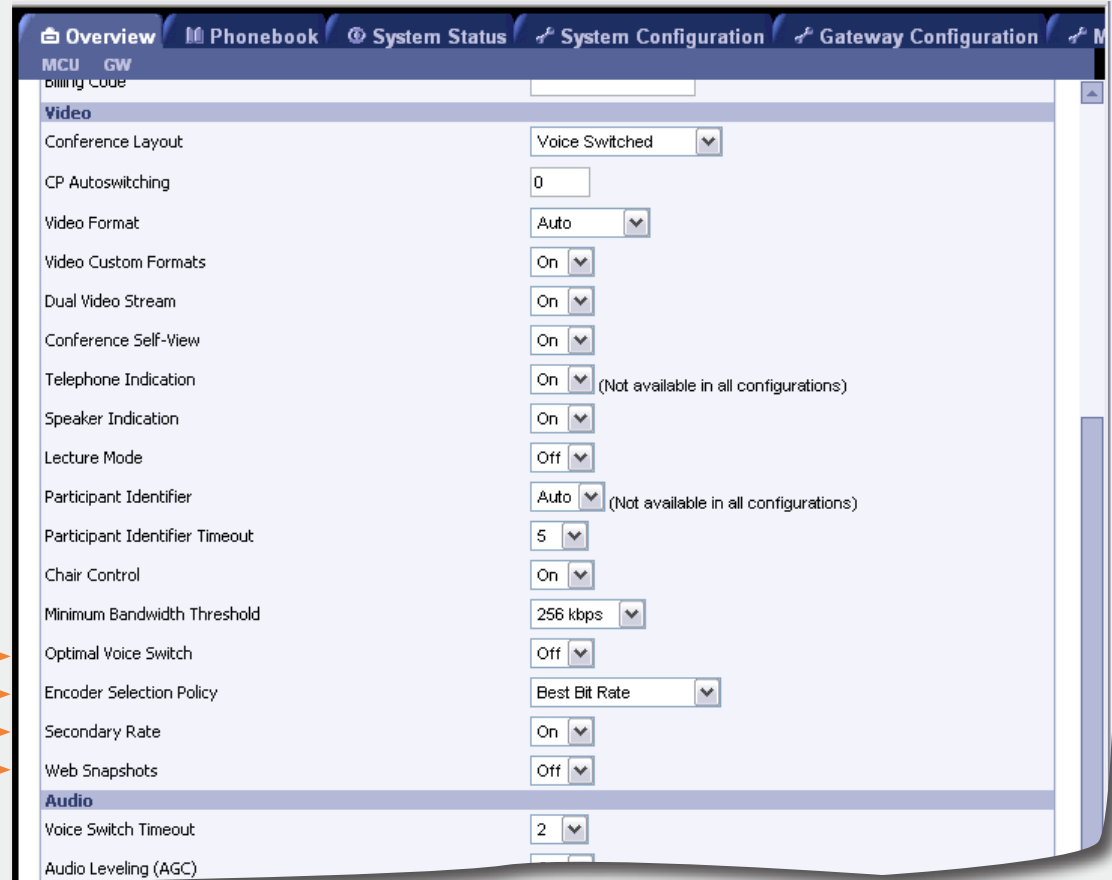 Overview Phonebook System Status System Configuration Gateway Configuration M
MCU GW
Billing Code
Video
Conference Layout Voice Switched
CP Autoswitching 0
Video Format Auto
Video Custom Formats On
Dual Video Stream On
Conference Self-View On
Telephone Indication On (Not available in all configurations)
Speaker Indication On
Lecture Mode Off
Participant Identifier Auto (Not available in all configurations)
Participant Identifier Timeout 5
Chair Control On
Minimum Bandwidth Threshold 256 kbps
Optimal Voice Switch Off
Encoder Selection Policy Best Bit Rate
Secondary Rate On
Web Snapshots Off
Audio
Voice Switch Timeout 2
Audio Leveling (AGC)